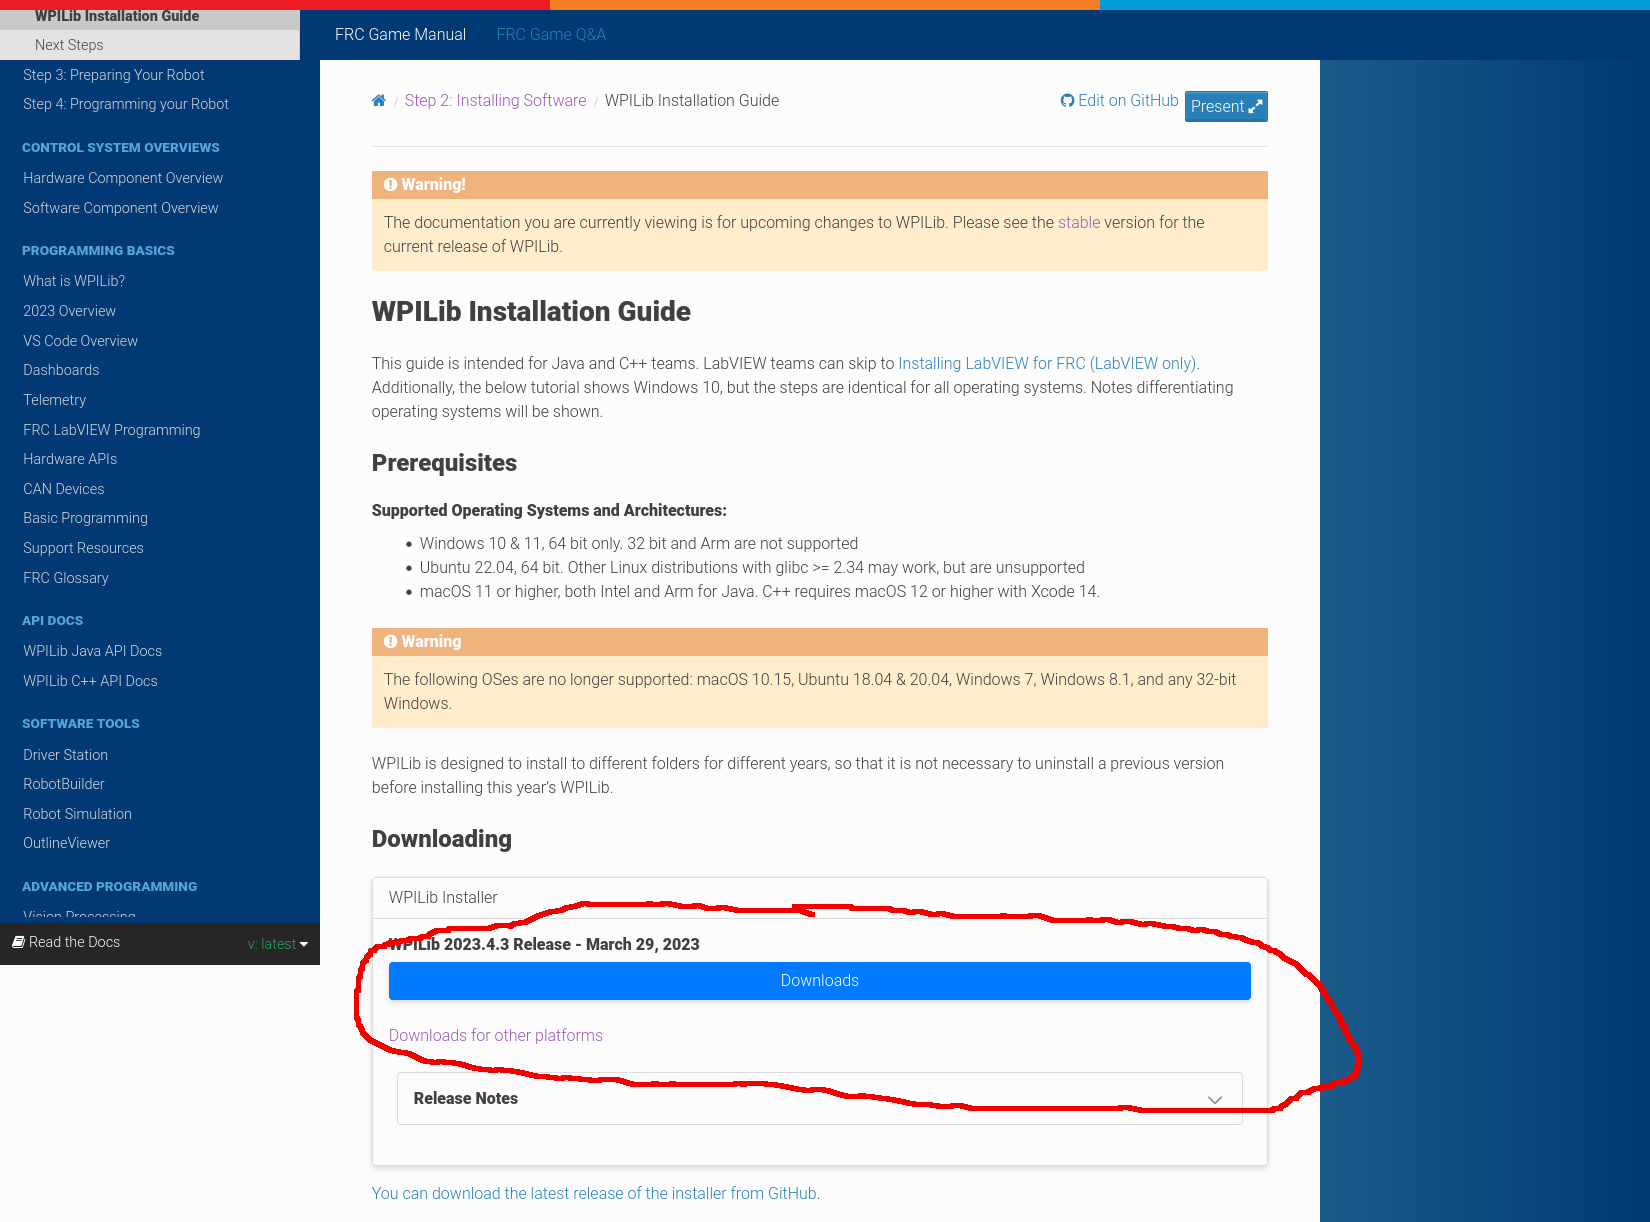 WPILib Installation Guide
Next Steps
Step 3: Preparing Your Robot
Step 4: Programming your Robot
CONTROL SYSTEM OVERVIEWS
Hardware Component Overview
Software Component Overview
PROGRAMMING BASICS
What is WPILib?
2023 Overview
VS Code Overview
Dashboards
Telemetry
FRC LabVIEW Programming
Hardware APIs
CAN Devices
Basic Programming
Support Resources
FRC Glossary
API DOCS
WPILib Java API Docs
WPILib C++ API Docs
SOFTWARE TOOLS
Driver Station
RobotBuilder
Robot Simulation
OutlineViewer
ADVANCED PROGRAMMING
Vision Processing
Read the Docs v: latest
FRC Game Manual FRC Game Q&A
/ Step 2: Installing Software / WPILib Installation Guide Edit on GitHub Present
Warning!
The documentation you are currently viewing is for upcoming changes to WPILib. Please see the stable version for the
current release of WPILib.
WPILib Installation Guide
This guide is intended for Java and C++ teams. LabVIEW teams can skip to Installing LabVIEW for FRC (LabVIEW only).
Additionally, the below tutorial shows Windows 10, but the steps are identical for all operating systems. Notes differentiating
operating systems will be shown.
Prerequisites
Supported Operating Systems and Architectures:
• Windows 10 & 11, 64 bit only. 32 bit and Arm are not supported
• Ubuntu 22.04, 64 bit. Other Linux distributions with glibc >= 2.34 may work, but are unsupported
• macOS 11 or higher, both Intel and Arm for Java. C++ requires macOS 12 or higher with Xcode 14.
Warning
The following OSes are no longer supported: macOS 10.15, Ubuntu 18.04 & 20.04, Windows 7, Windows 8.1, and any 32-bit
Windows.
WPILib is designed to install to different folders for different years, so that it is not necessary to uninstall a previous version
before installing this year's WPILib.
Downloading
WPILib Installer
WPILib 2023.4.3 Release - March 29, 2023
Downloads
Downloads for other platforms
Release Notes
You can download the latest release of the installer from GitHub.